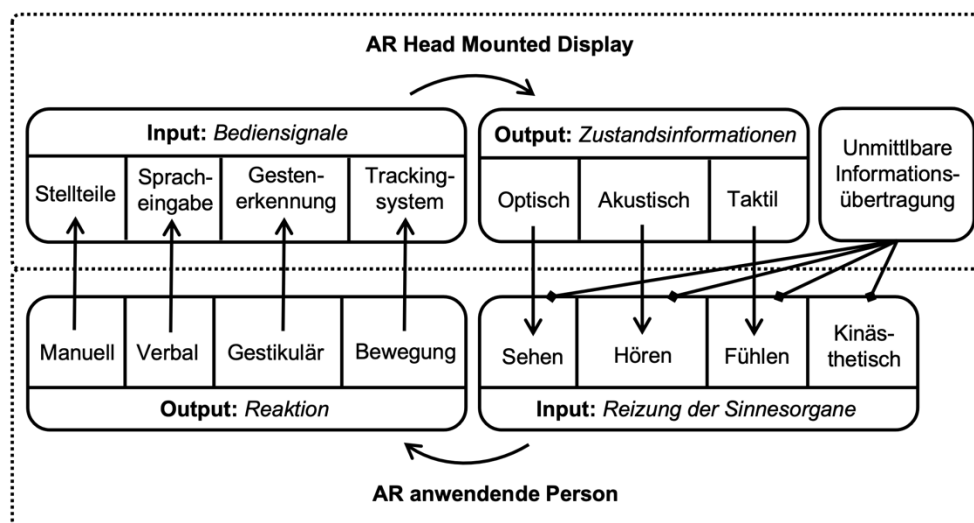 AR Head Mounted Display
Input: Bediensignale
Stellteile
Sprach-
eingabe
Gesten-
erkennung
Tracking-
system
Output: Zustandsinformationen
Optisch
Akustisch
Taktil
Unmittlbare
Informations-
übertragung
Manuell
Verbal
Gestikulär
Bewegung
Output: Reaktion
Sehen
Hören
Fühlen
Kinäs-
thetisch
Input: Reizung der Sinnesorgane
AR anwendende Person